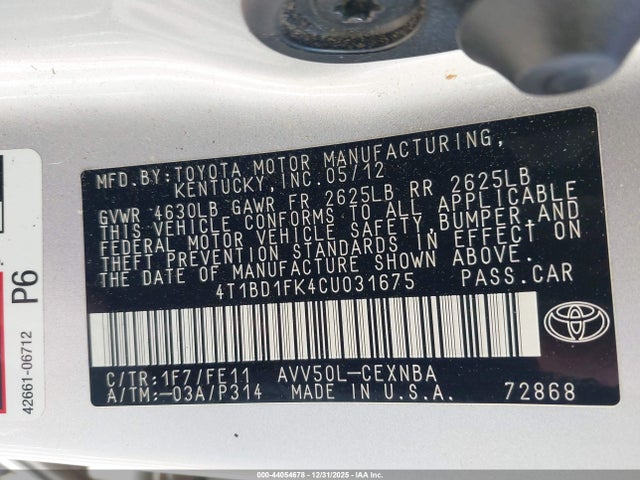 MFD.BY:TOYOTA MOTOR MANUFACTURING,
KENTUCKY,INC.05/12
GVWR 4630LB GAWR FR 2625LB RR 2625LB
THIS VEHICLE CONFORMS TO ALL APPLICABLE
FEDERAL MOTOR VEHICLE SAFETY,BUMPER,AND
THEFT PREVENTION STANDARDS IN EFFECT ON
THE DATE OF MANUFACTURE SHOWN ABOVE.
4T1BD1FK4CU031675 PASS.CAR
C/TR:1F7/FE11 AVV50L-CEXNBA
A/TM:-03A/P314 MADE IN U.S.A. 72868
P6
42661-06712
000-44054678 - 12/31/2025 - IAA Inc.